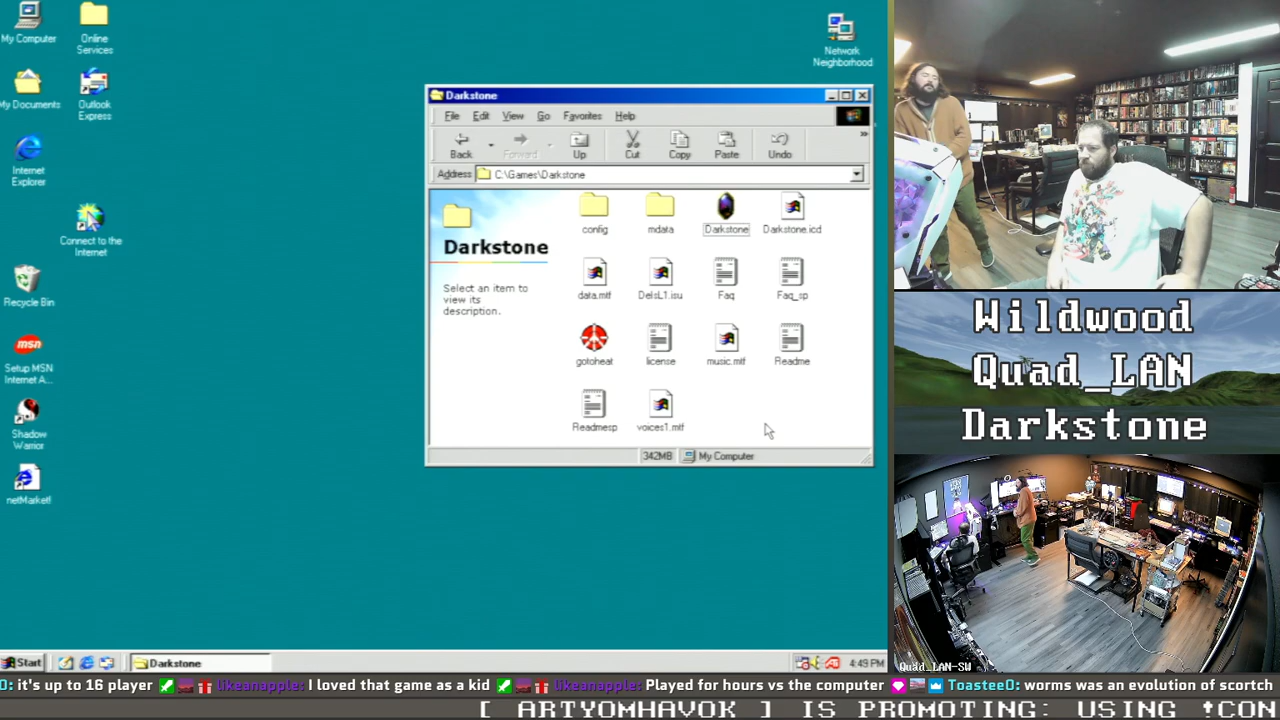 My Computer
Online
Services
Network
Neighborhood
My Documents
Outlook
Express
Internet
Explorer
Connect to the
Internet
Recycle Bin
msn
Setup MSN
Internet A...
Shadow
Warrior
Darkstone
File Edit View Go Favorites Help
Back Forward Up Cut Copy Paste Undo
Address C:\Games\Darkstone
Darkstone
Select an item to
view its
description.
config mdata Darkstone Darkstone.icd
data.mtf DelsL1.isu Faq Faq_sp
gotoheat license music.mtf Readme
Readmesp voices1.mtf
342MB My Computer
Start Darkstone 4:49 PM
Wildwood
Quad_LAN
Darkstone
Quad_LAN-SW
O: it's up to 16 player likeanapple: I loved that game as a kid likeanapple: Played for hours vs the computer ToasteeO: worms was an evolution of scorch
[ ARTYOMHAVOK ] IS PROMOTING: USING !CON